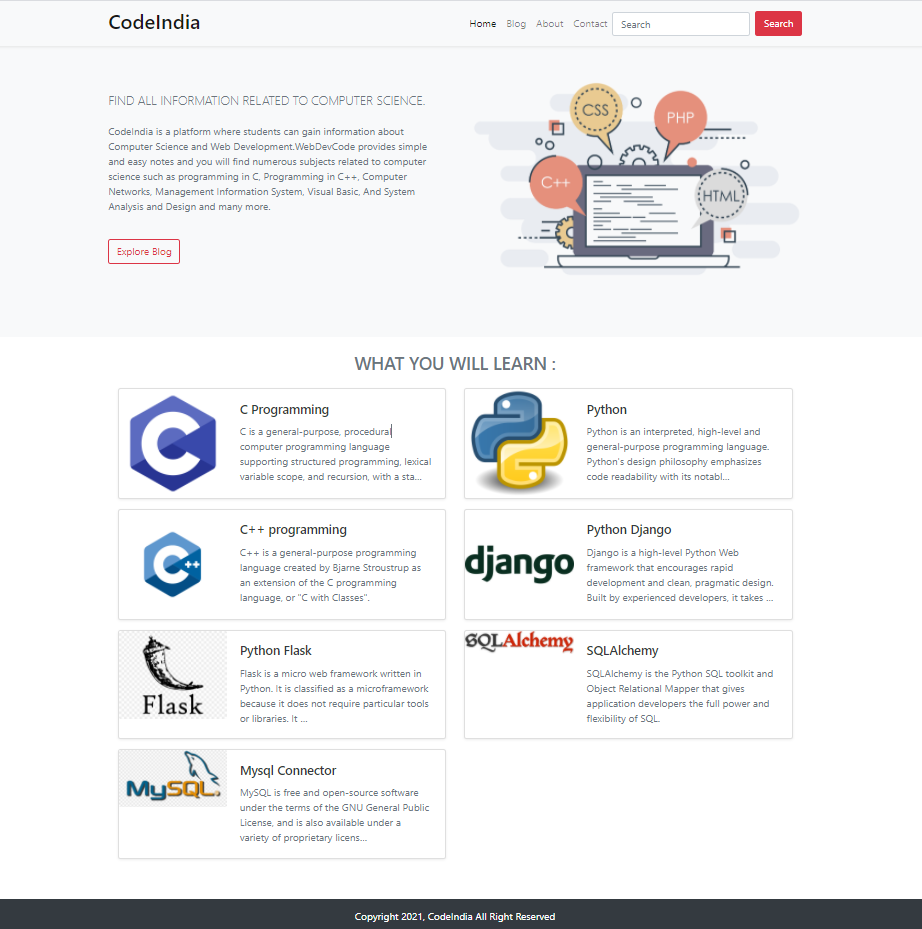 CodeIndia
Home Blog About Contact Search Search
FIND ALL INFORMATION RELATED TO COMPUTER SCIENCE.
CodeIndia is a platform where students can gain information about
Computer Science and Web Development.WebDevCode provides simple
and easy notes and you will find numerous subjects related to computer
science such as programming in C, Programming in C++, Computer
Networks, Management Information System, Visual Basic, And System
Analysis and Design and many more.
Explore Blog
CSS
PHP
C++
HTML
WHAT YOU WILL LEARN :
C
C Programming
C is a general-purpose, procedural
computer programming language
supporting structured programming, lexical
variable scope, and recursion, with a sta...
Python
Python is an interpreted, high-level and
general-purpose programming language.
Python's design philosophy emphasizes
code readability with its notabl...
C++
C++ programming
C++ is a general-purpose programming
language created by Bjarne Stroustrup as
an extension of the C programming
language, or "C with Classes".
django
Python Django
Django is a high-level Python Web
framework that encourages rapid
development and clean, pragmatic design.
Built by experienced developers, it takes ...
Flask
Python Flask
Flask is a micro web framework written in
Python. It is classified as a microframework
because it does not require particular tools
or libraries. It ...
SQLAlchemy
SQLAlchemy
SQLAlchemy is the Python SQL toolkit and
Object Relational Mapper that gives
application developers the full power and
flexibility of SQL.
MySQL
Mysql Connector
MySQL is free and open-source software
under the terms of the GNU General Public
License, and is also available under a
variety of proprietary licens...
Copyright 2021, CodeIndia All Right Reserved